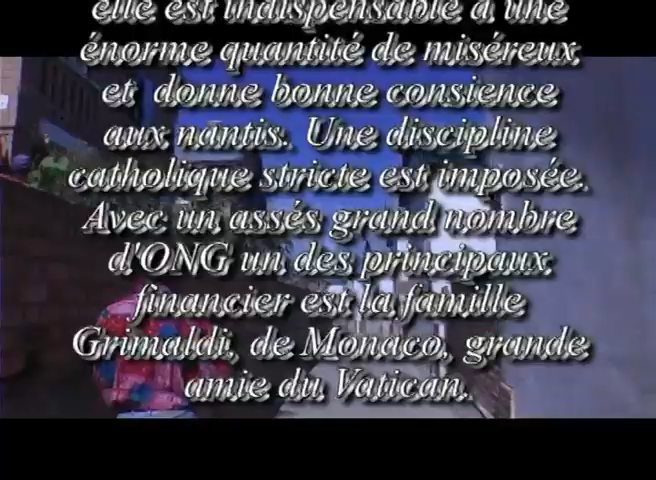 elle est indispensable à une
énorme quantité de miséreux
et donne bonne consience
aux nantis. Une discipline
catholique stricte est imposée.
Avec un assés grand nombre
d'ONG un des principaux
financier est la famille
Grimaldi, de Monaco, grande
amie du Vatican.